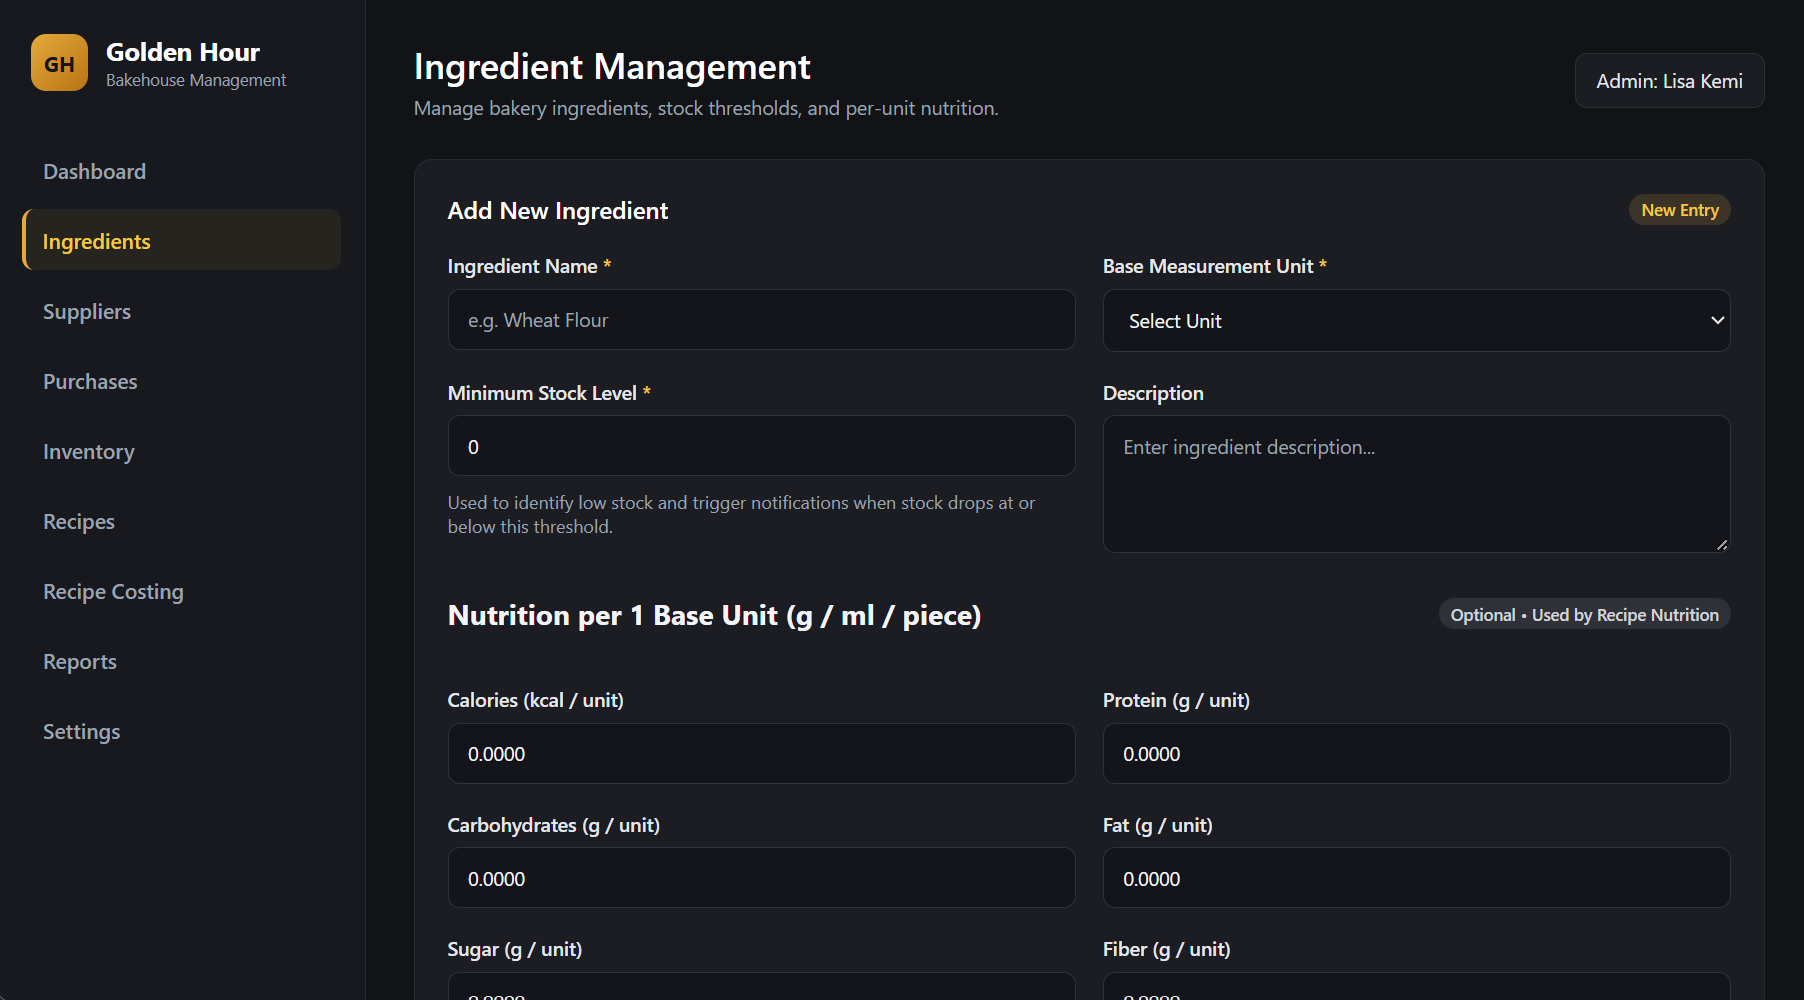 GH
Golden Hour
Bakehouse Management
Dashboard
Ingredients
Suppliers
Purchases
Inventory
Recipes
Recipe Costing
Reports
Settings
Ingredient Management
Manage bakery ingredients, stock thresholds, and per-unit nutrition.
Admin: Lisa Kemi
Add New Ingredient
New Entry
Ingredient Name *
e.g. Wheat Flour
Base Measurement Unit *
Select Unit
Minimum Stock Level *
0
Used to identify low stock and trigger notifications when stock drops at or
below this threshold.
Description
Enter ingredient description...
Nutrition per 1 Base Unit (g / ml / piece)
Optional • Used by Recipe Nutrition
Calories (kcal / unit)
0.0000
Protein (g / unit)
0.0000
Carbohydrates (g / unit)
0.0000
Fat (g / unit)
0.0000
Sugar (g / unit)
Fiber (g / unit)